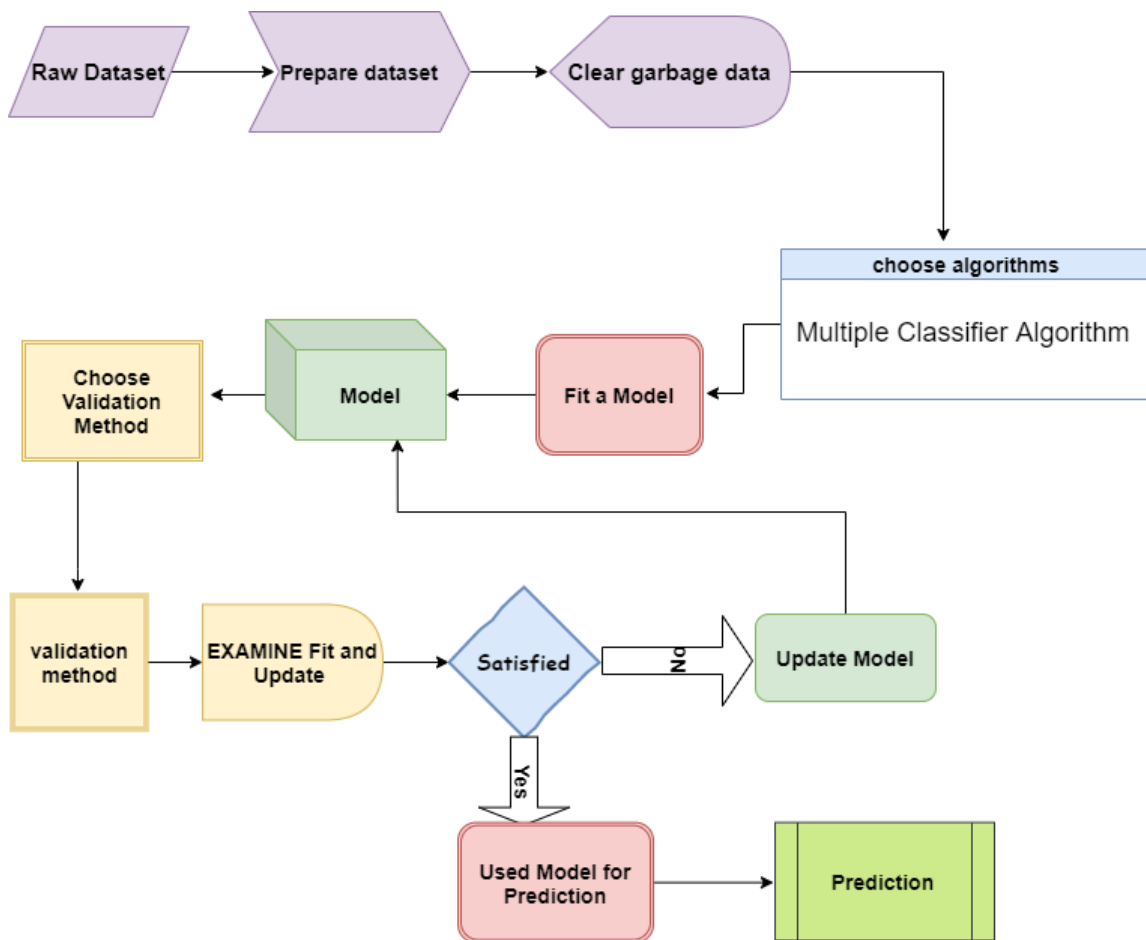 Raw Dataset
Prepare dataset
Clear garbage data
choose algorithms
Multiple Classifier Algorithm
Fit a Model
Model
Choose
Validation
Method
validation
method
EXAMINE Fit and
Update
Satisfied
No
Update Model
Yes
Used Model for
Prediction
Prediction